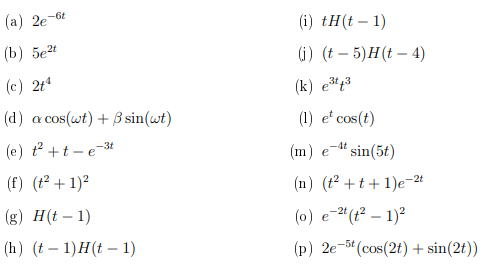 (a) 2e^{-6t}
(b) 5e^{2t}
(c) 2t^4
(d) α cos(ωt) + β sin(ωt)
(e) t^2 + t − e^{-3t}
(f) (t^2 + 1)^2
(g) H(t − 1)
(h) (t − 1)H(t − 1)
(i) tH(t − 1)
(j) (t − 5)H(t − 4)
(k) e^{3t}t^3
(l) e^t cos(t)
(m) e^{-4t} sin(5t)
(n) (t^2 + t + 1)e^{-2t}
(o) e^{-2t}(t^2 − 1)^2
(p) 2e^{-5t}(cos(2t) + sin(2t))